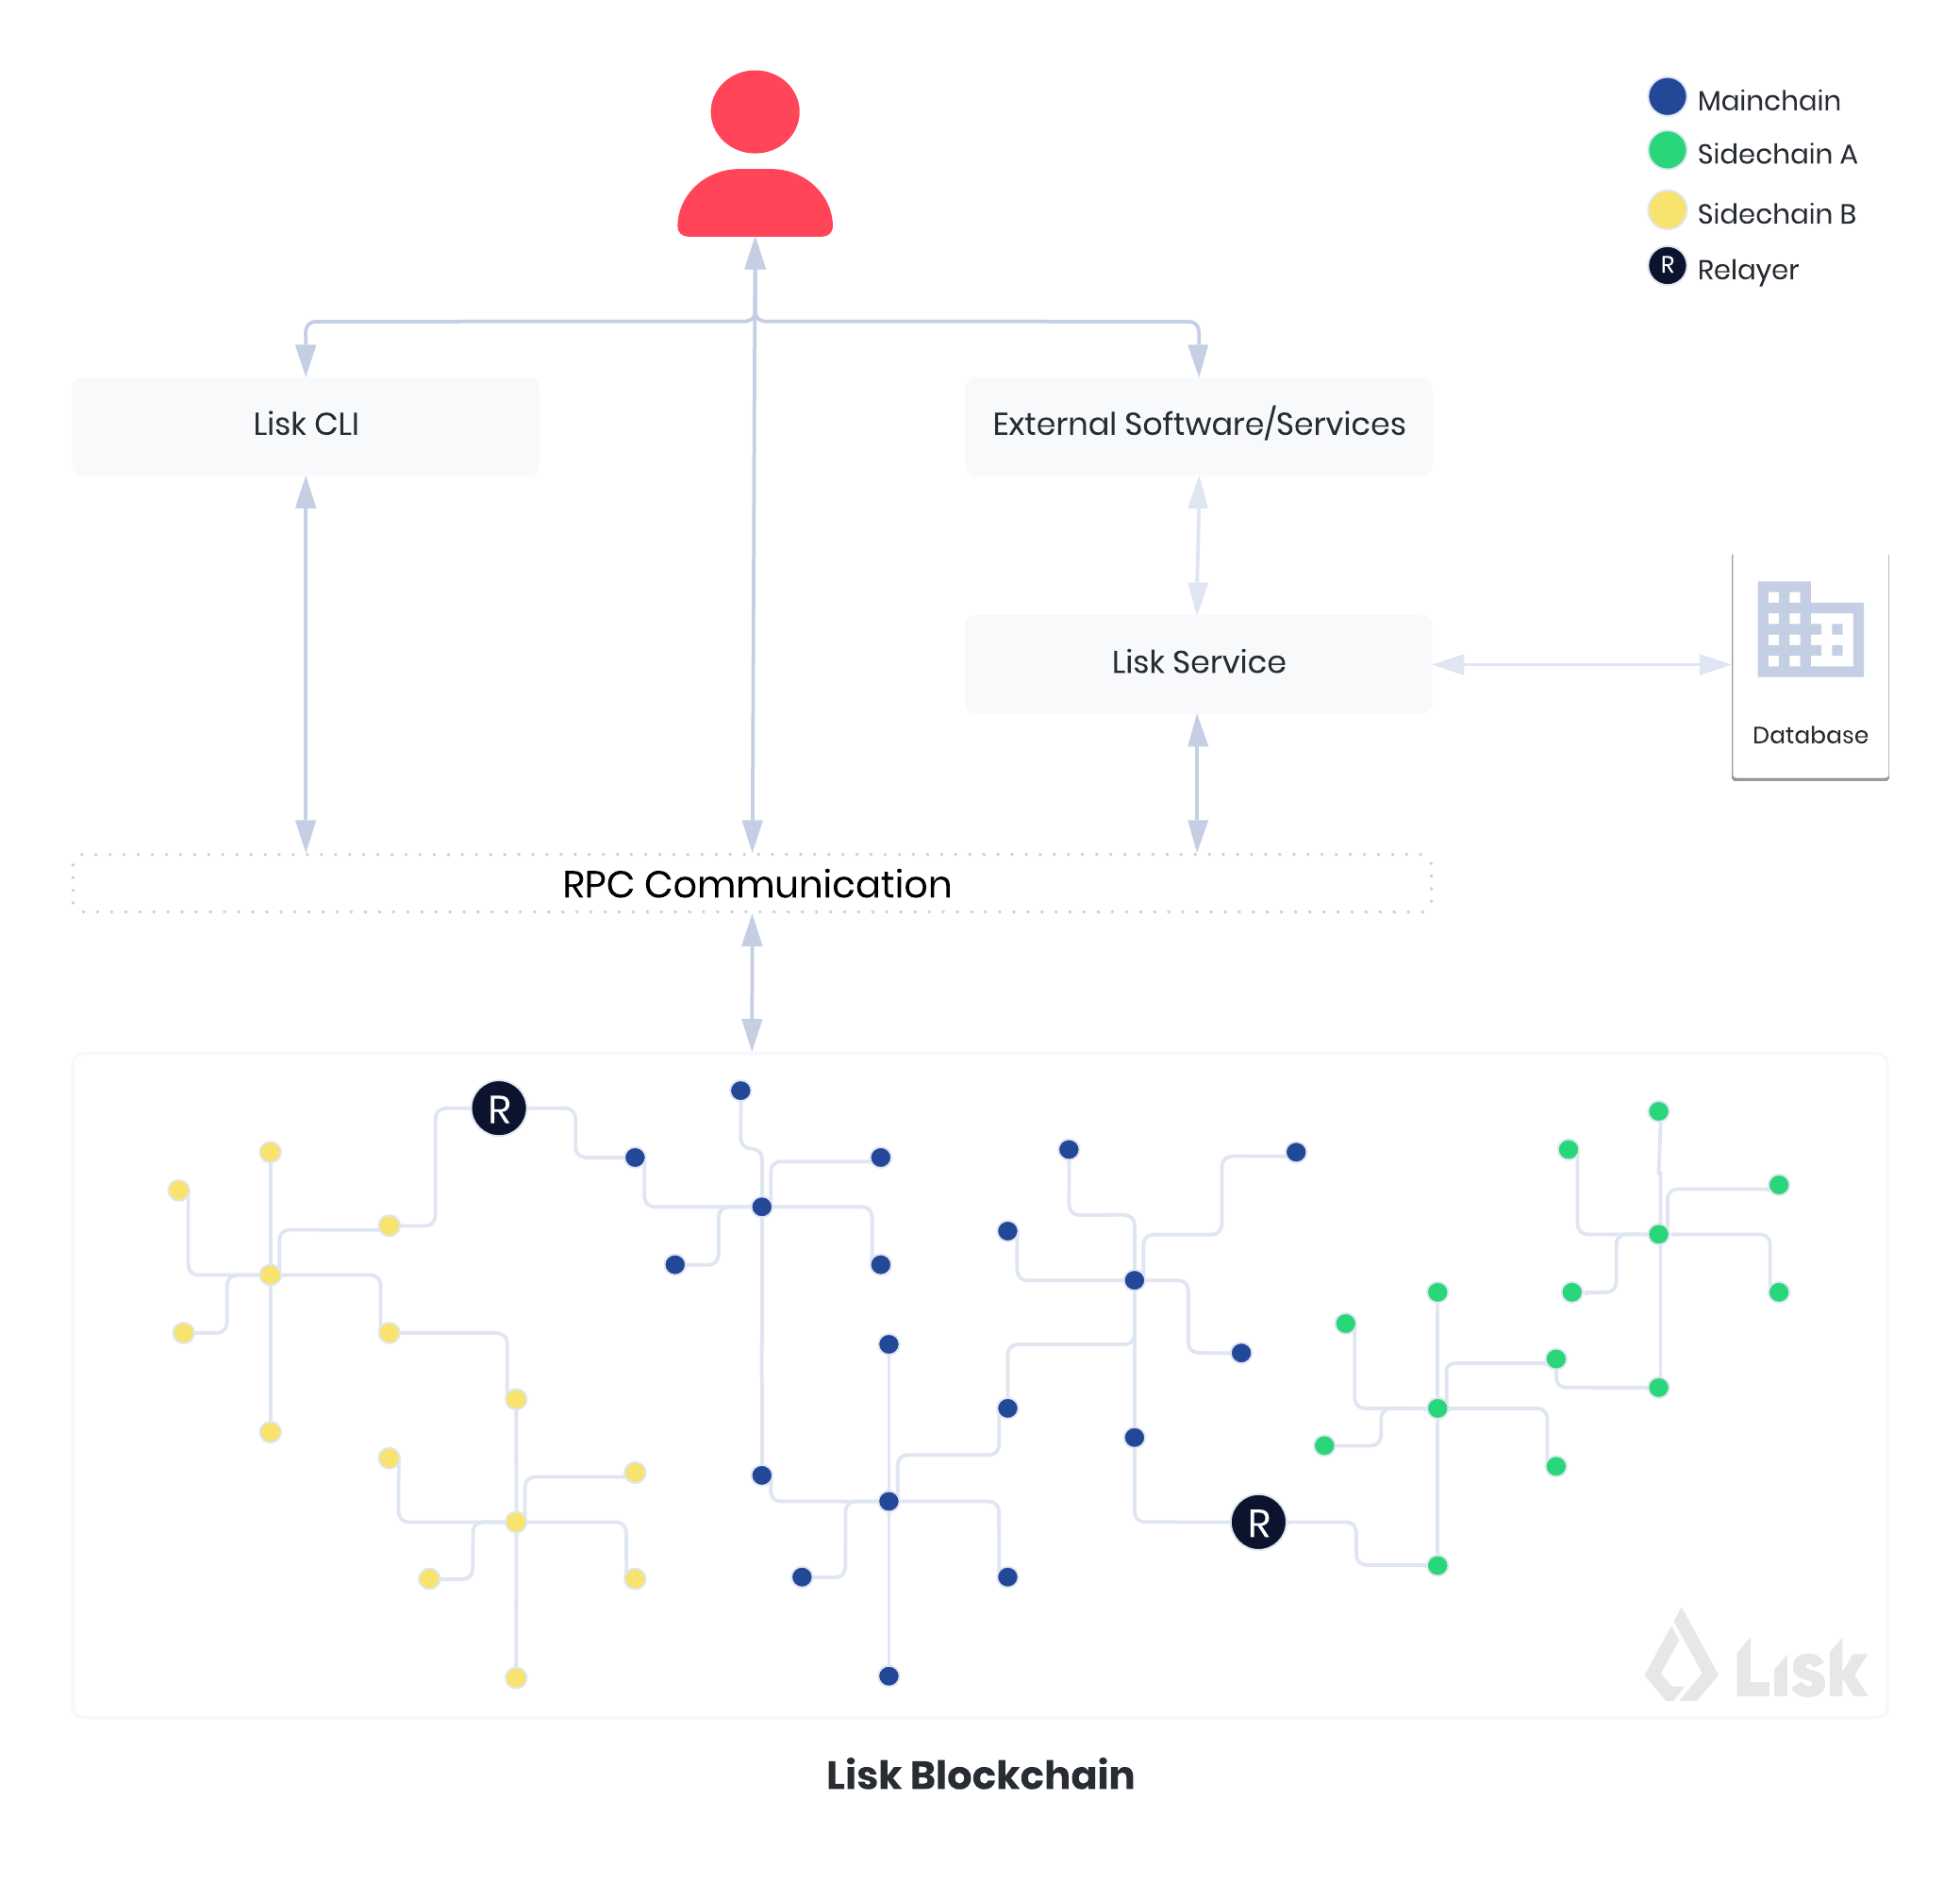 Mainchain
Sidechain A
Sidechain B
R Relayer
Lisk CLI
External Software/Services
Lisk Service
Database
RPC Communication
R
R
Lisk
Lisk Blockchain